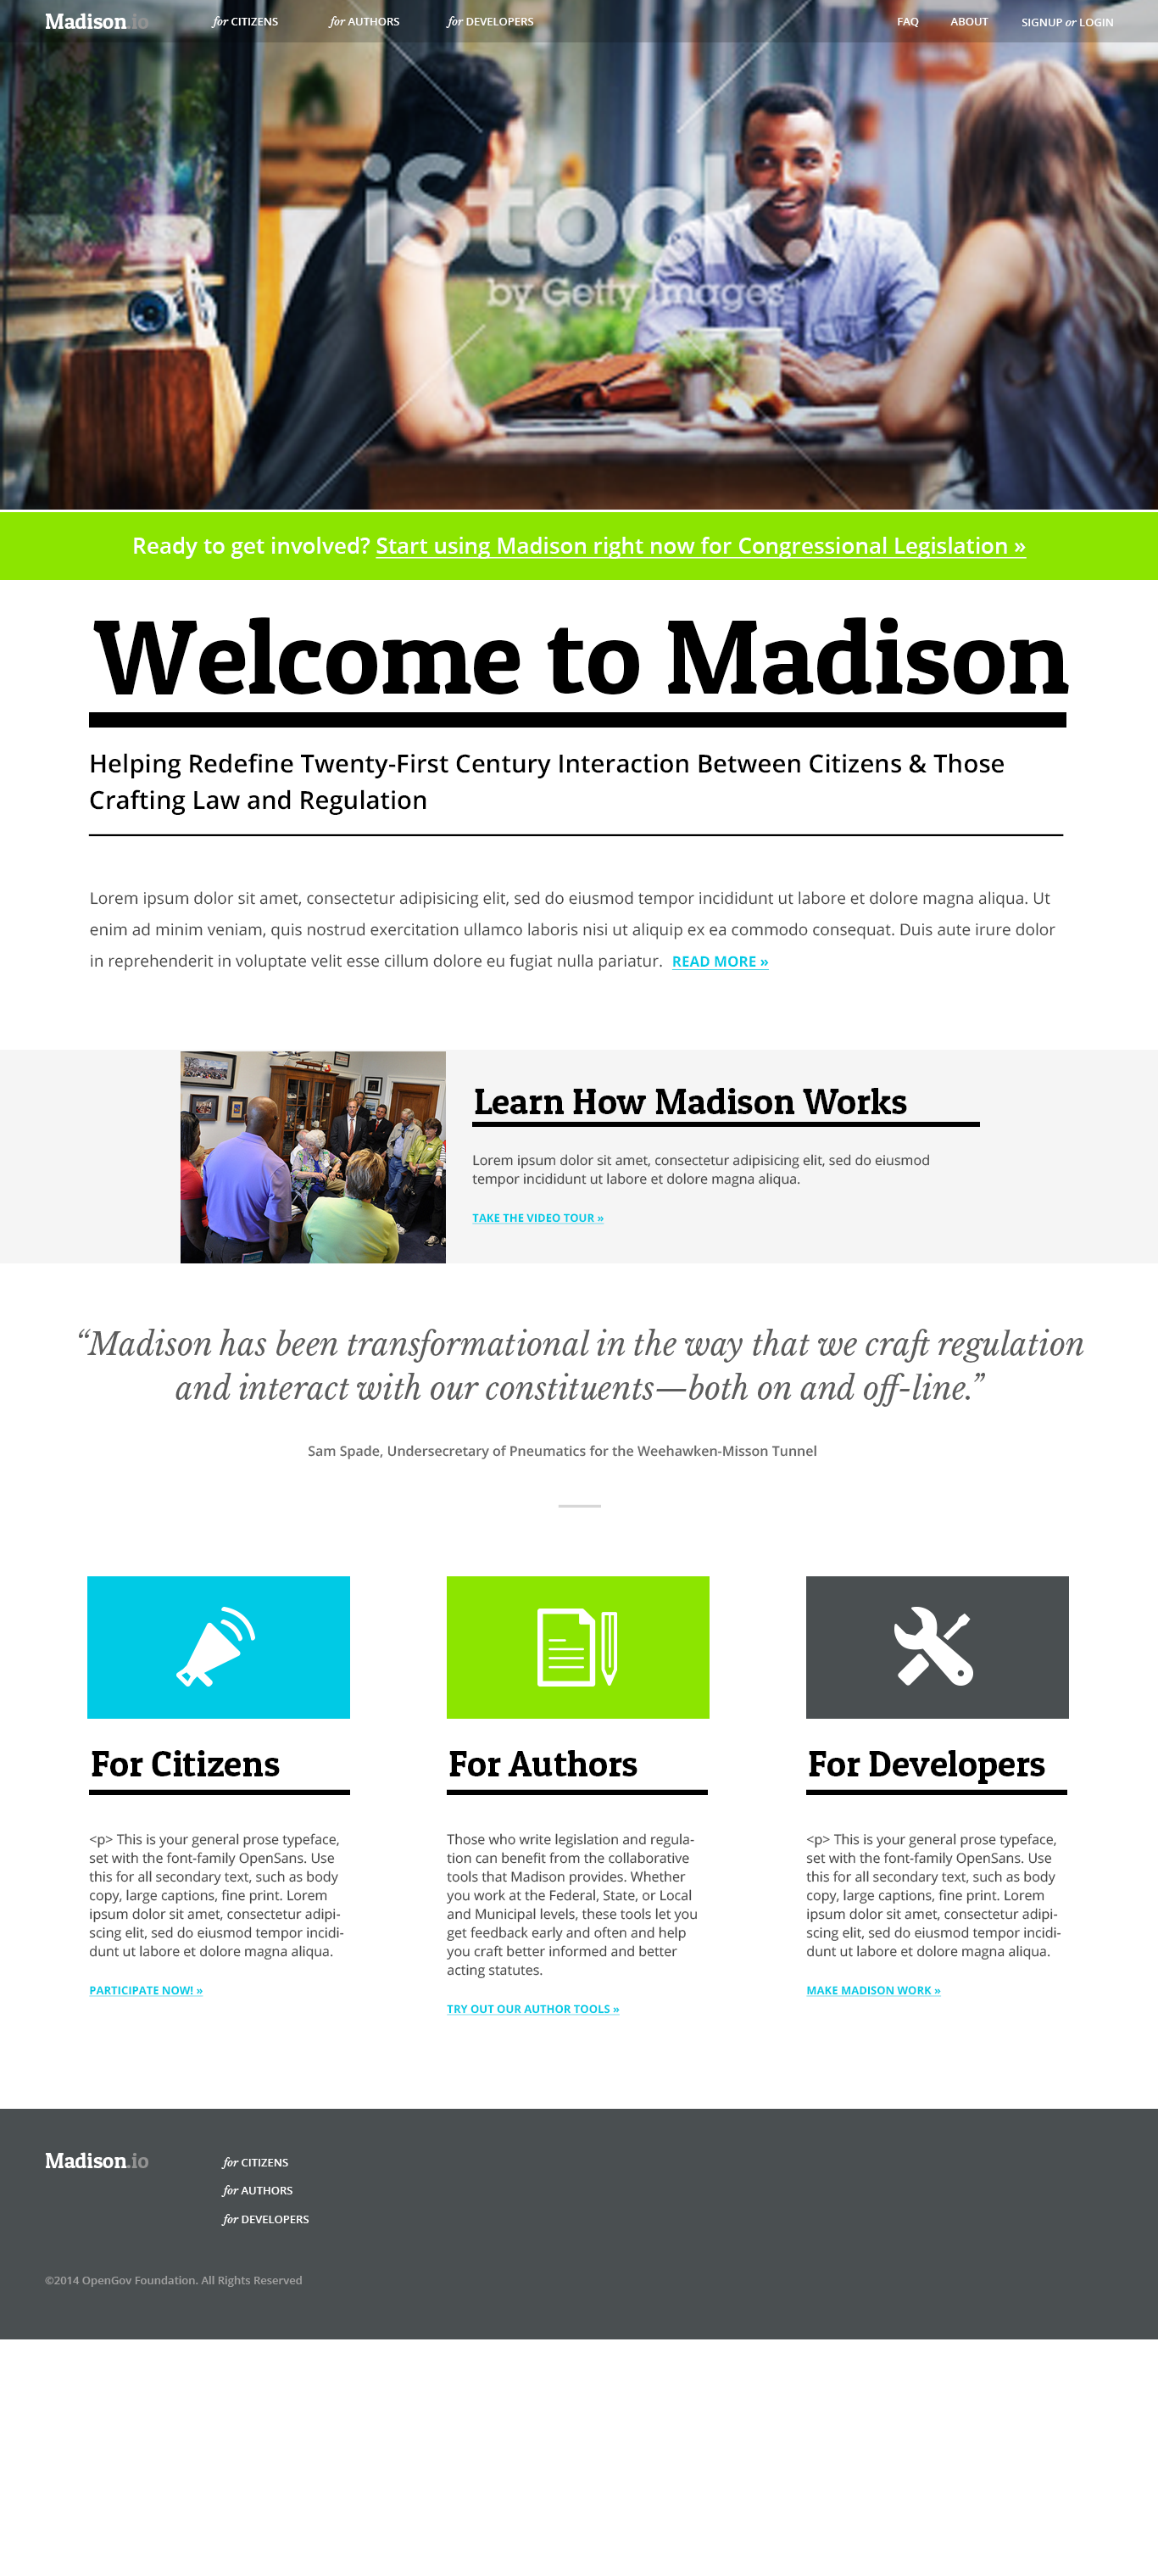 Madison.io for CITIZENS for AUTHORS for DEVELOPERS FAQ ABOUT SIGNUP or LOGIN
iStock.
by Getty Images™
Ready to get involved? Start using Madison right now for Congressional Legislation »
Welcome to Madison
Helping Redefine Twenty-First Century Interaction Between Citizens & Those
Crafting Law and Regulation
Lorem ipsum dolor sit amet, consectetur adipisicing elit, sed do eiusmod tempor incididunt ut labore et dolore magna aliqua. Ut
enim ad minim veniam, quis nostrud exercitation ullamco laboris nisi ut aliquip ex ea commodo consequat. Duis aute irure dolor
in reprehenderit in voluptate velit esse cillum dolore eu fugiat nulla pariatur. READ MORE »
Learn How Madison Works
Lorem ipsum dolor sit amet, consectetur adipisicing elit, sed do eiusmod
tempor incididunt ut labore et dolore magna aliqua.
TAKE THE VIDEO TOUR »
“Madison has been transformational in the way that we craft regulation
and interact with our constituents—both on and off-line.”
Sam Spade, Undersecretary of Pneumatics for the Weehawken-Misson Tunnel
For Citizens
<p> This is your general prose typeface,
set with the font-family OpenSans. Use
this for all secondary text, such as body
copy, large captions, fine print. Lorem
ipsum dolor sit amet, consectetur adipi-
scing elit, sed do eiusmod tempor incidi-
dunt ut labore et dolore magna aliqua.
PARTICIPATE NOW! »
For Authors
Those who write legislation and regula-
tion can benefit from the collaborative
tools that Madison provides. Whether
you work at the Federal, State, or Local
and Municipal levels, these tools let you
get feedback early and often and help
you craft better informed and better
acting statutes.
TRY OUT OUR AUTHOR TOOLS »
For Developers
<p> This is your general prose typeface,
set with the font-family OpenSans. Use
this for all secondary text, such as body
copy, large captions, fine print. Lorem
ipsum dolor sit amet, consectetur adipi-
scing elit, sed do eiusmod tempor incidi-
dunt ut labore et dolore magna aliqua.
MAKE MADISON WORK »
Madison.io
for CITIZENS
for AUTHORS
for DEVELOPERS
©2014 OpenGov Foundation. All Rights Reserved